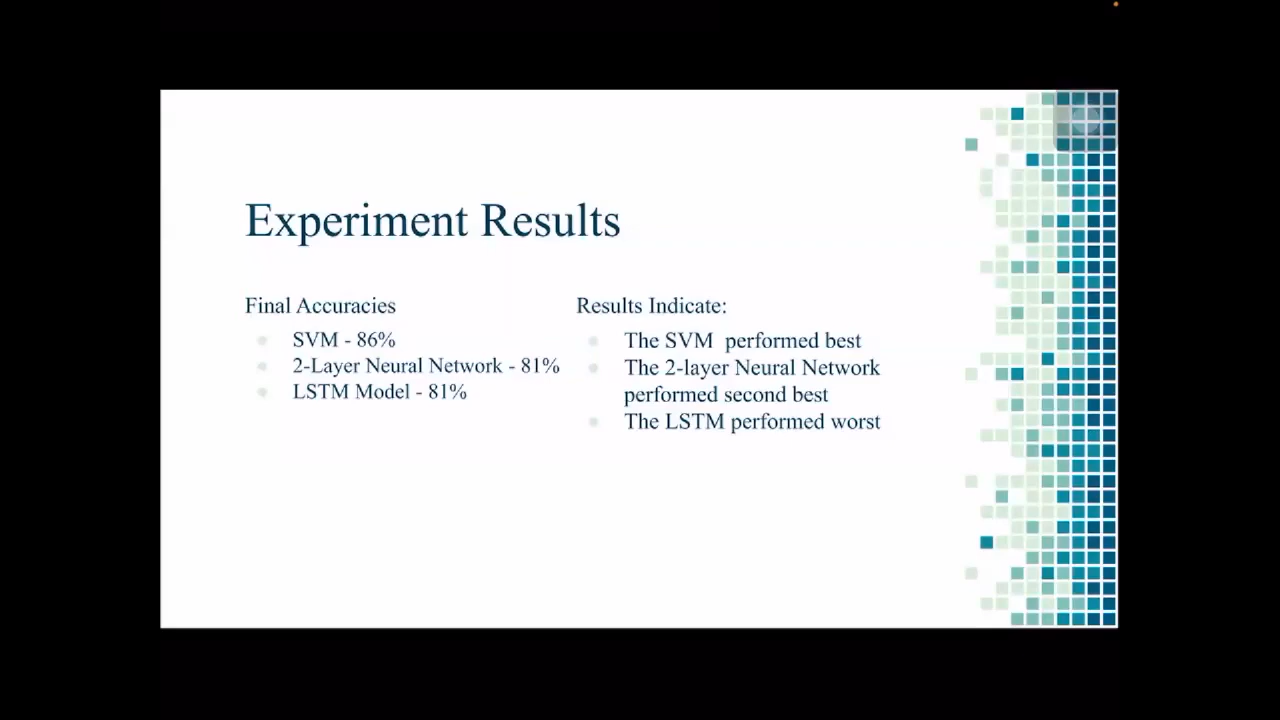 Experiment Results
Final Accuracies
SVM - 86%
2-Layer Neural Network - 81%
LSTM Model - 81%
Results Indicate:
The SVM performed best
The 2-layer Neural Network
performed second best
The LSTM performed worst